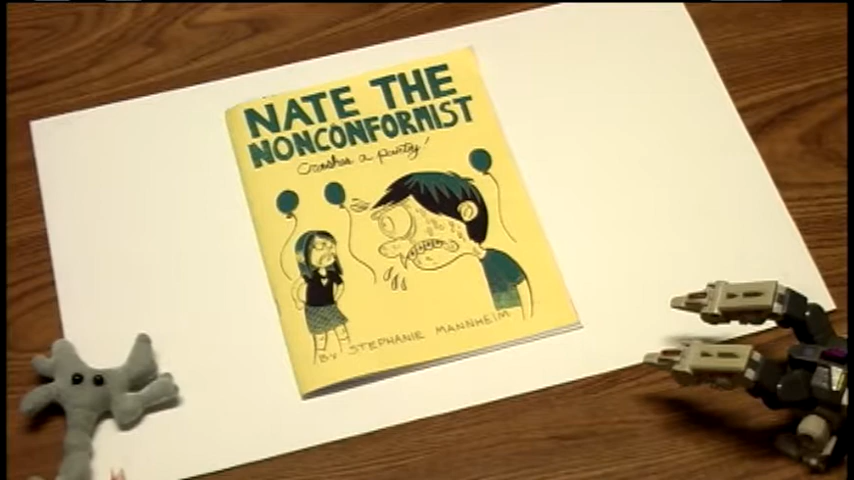 NATE THE
NONCONFORMIST
Crashes a party!
BY STEPHANIE MANNHEIM